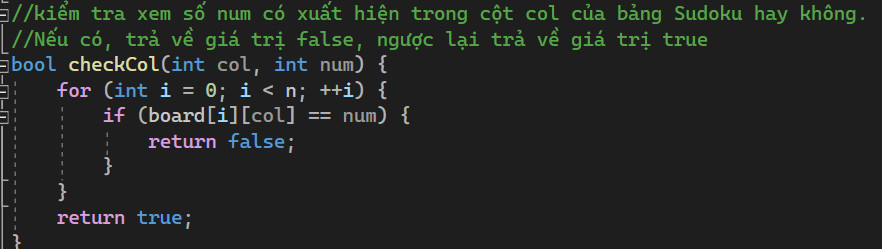 //kiểm tra xem số num có xuất hiện trong cột col của bảng Sudoku hay không.
//Nếu có, trả về giá trị false, ngược lại trả về giá trị true
bool checkCol(int col, int num) {
    for (int i = 0; i < n; ++i) {
        if (board[i][col] == num) {
            return false;
        }
    }
    return true;
}